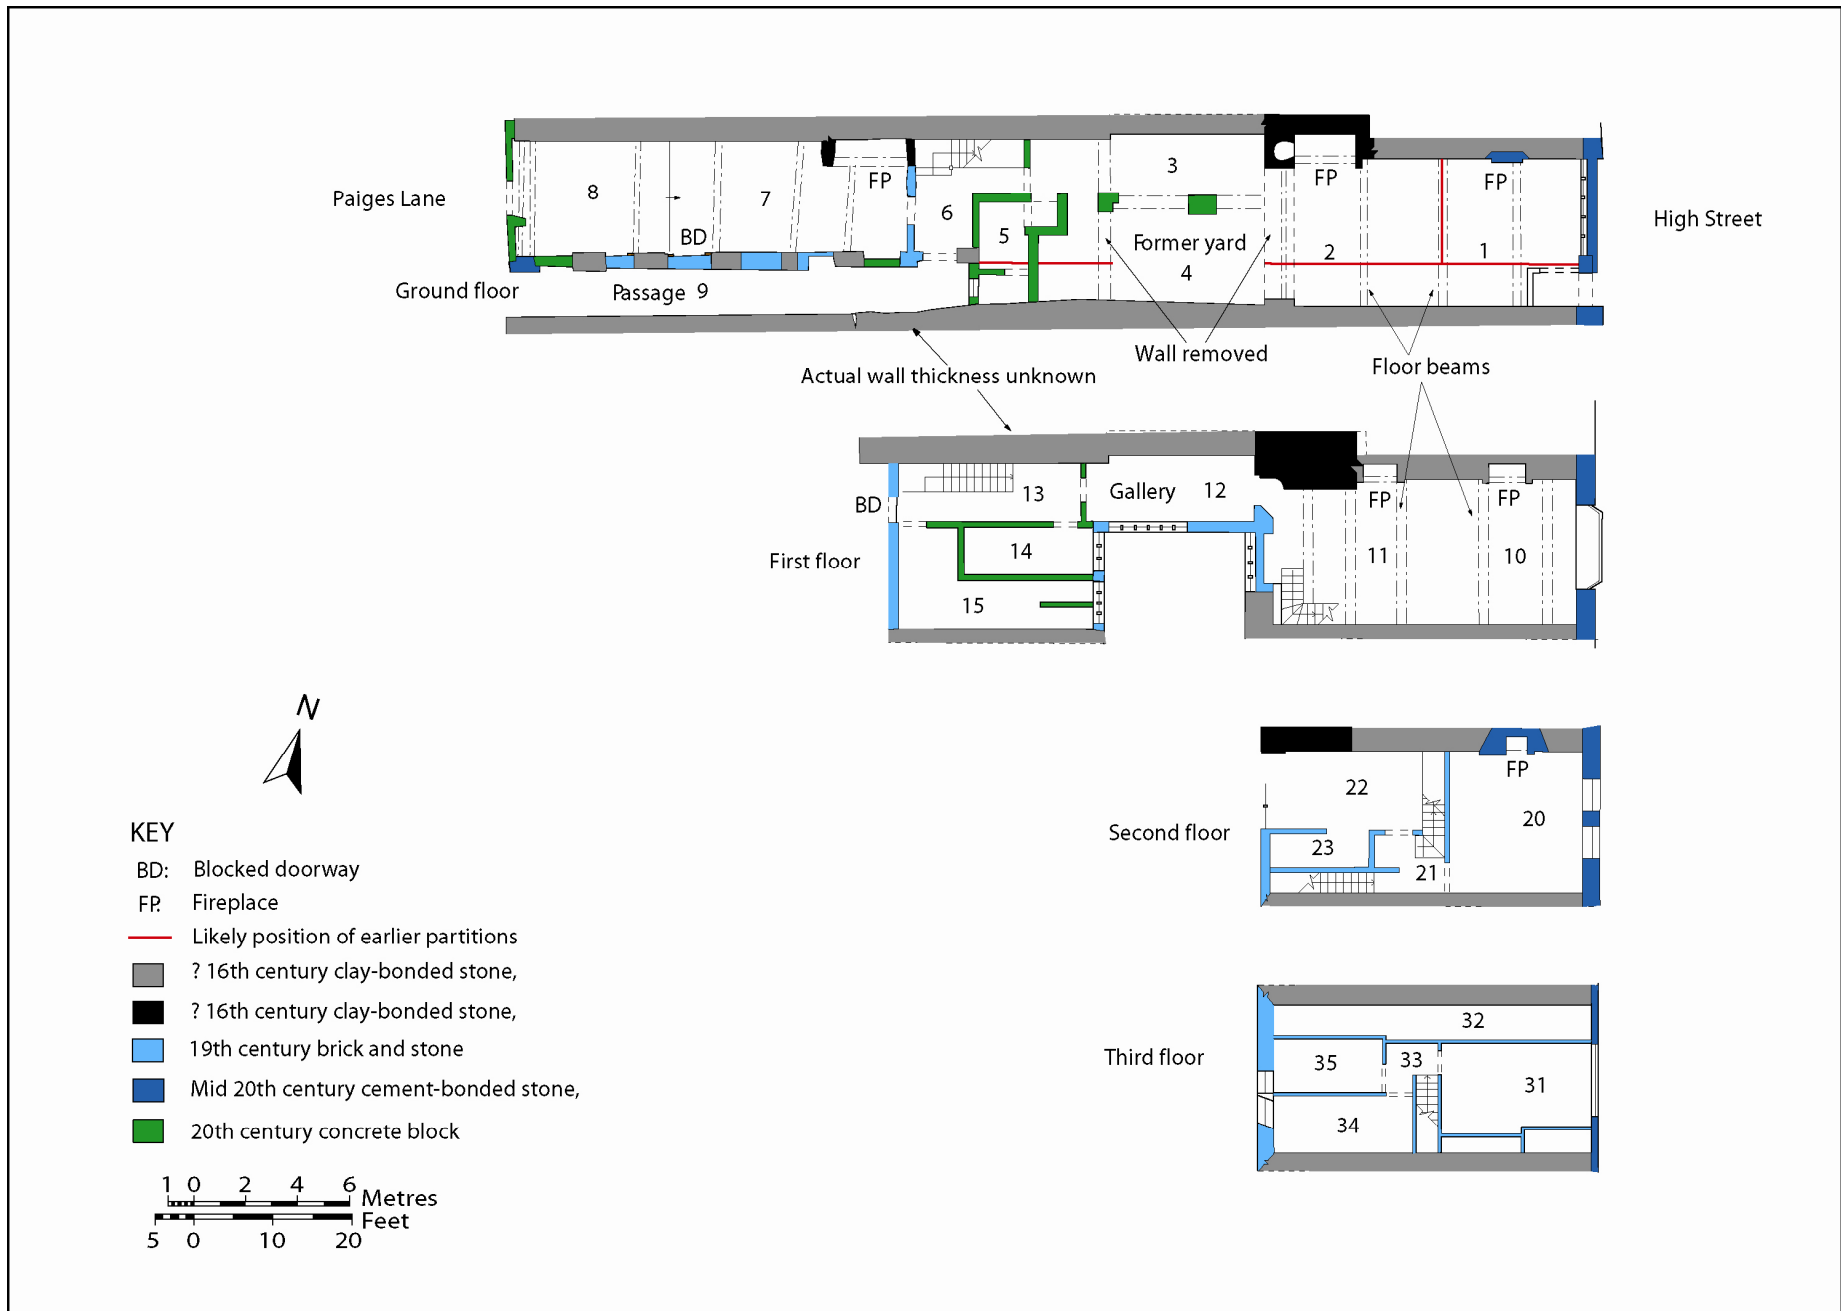 3
FP
FP
Paiges Lane
8
7
FP
6
5
High Street
BD
Former yard
4
2
1
Ground floor
Passage 9
Wall removed
Actual wall thickness unknown
Floor beams
BD
13
Gallery 12
FP
FP
First floor
14
11
10
15
N
FP
22
20
Second floor
23
21
KEY
BD: Blocked doorway
FP. Fireplace
Likely position of earlier partitions
? 16th century clay-bonded stone,
? 16th century clay-bonded stone,
19th century brick and stone
Mid 20th century cement-bonded stone,
20th century concrete block
32
Third floor
35
33
31
34
1 0 2 4 6
Metres
Feet
5 0 10 20